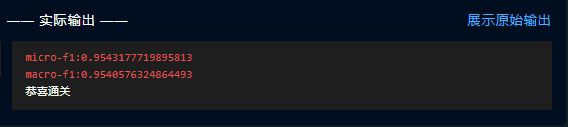 —— 实际输出 ——
展示原始输出
micro-f1:0.9543177719895813
macro-f1:0.9540576324864493
恭喜通关